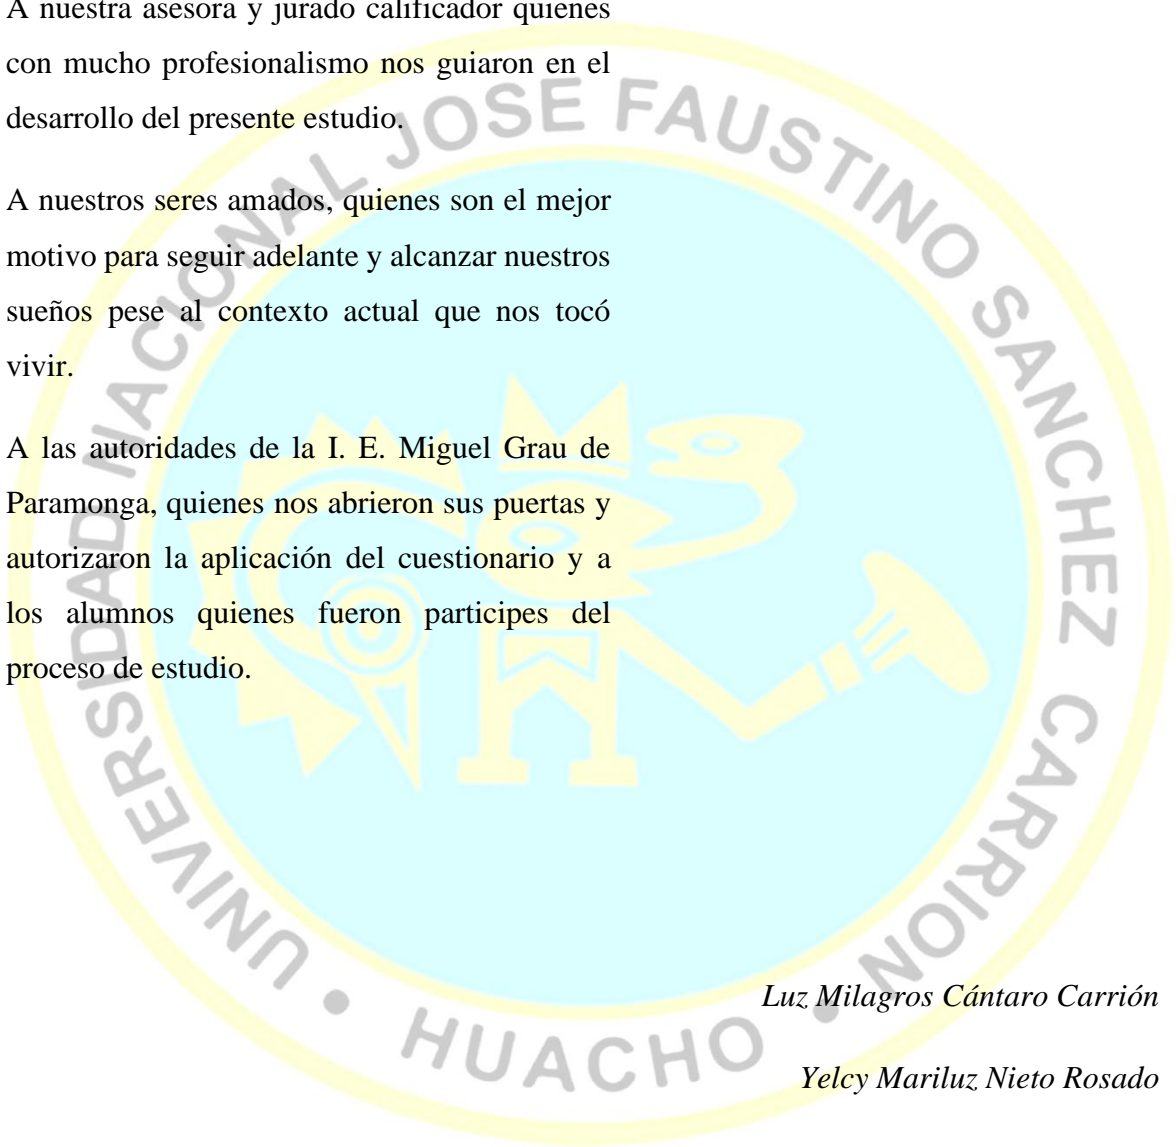 A nuestra asesora y jurado calificador quienes
con mucho profesionalismo nos guiaron en el
desarrollo del presente estudio.
A nuestros seres amados, quienes son el mejor
motivo para seguir adelante y alcanzar nuestros
sueños pese al contexto actual que nos tocó
vivir.
A las autoridades de la I. E. Miguel Grau de
Paramonga, quienes nos abrieron sus puertas y
autorizaron la aplicación del cuestionario y a
los alumnos quienes fueron participes del
proceso de estudio.
Luz Milagros Cántaro Carrión
Yelcy Mariluz Nieto Rosado
UNIVERSIDAD NACIONAL JOSE FAUSTINO SANCHEZ CARRION
• HUACHO •